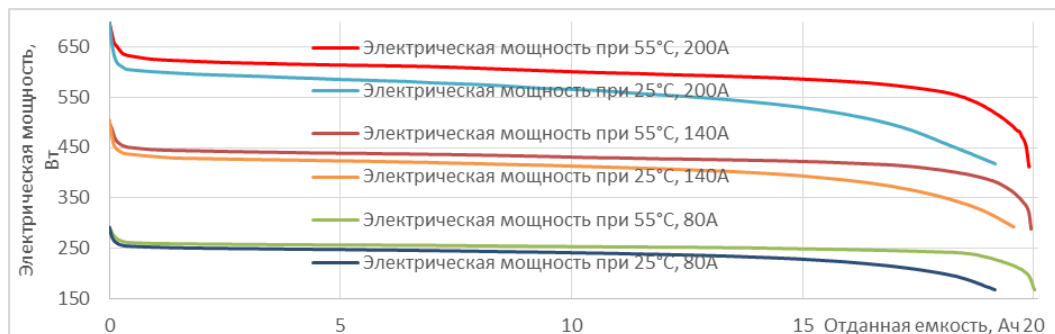 Электрическая мощность,
Вт
650
550
450
350
250
150
Электрическая мощность при 55°C, 200А
Электрическая мощность при 25°C, 200А
Электрическая мощность при 55°C, 140А
Электрическая мощность при 25°C, 140А
Электрическая мощность при 55°C, 80А
Электрическая мощность при 25°C, 80А
0 5 10 15 Отданная емкость, Ач 20